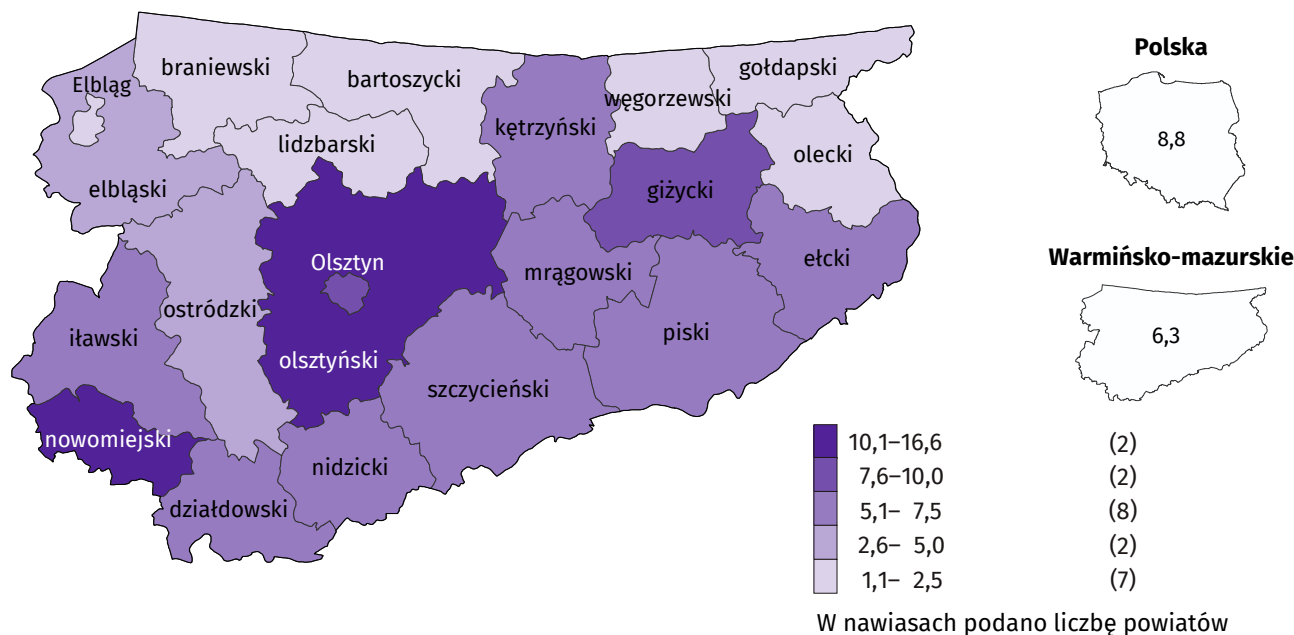 Polska
8,8
Warmińsko-mazurskie
6,3
Elbląg
braniewski
bartoszycki
gołdapski
węgorzewski
kętrzyński
lidzbarski
olecki
elbląski
giżycki
Olsztyn
mrągowski
ełcki
ostródzki
iławski
olsztyński
piski
szczycieński
nowomiejski
nidzicki
działdowski
10,1–16,6 (2)
7,6–10,0 (2)
5,1– 7,5 (8)
2,6– 5,0 (2)
1,1– 2,5 (7)
W nawiasach podano liczbę powiatów